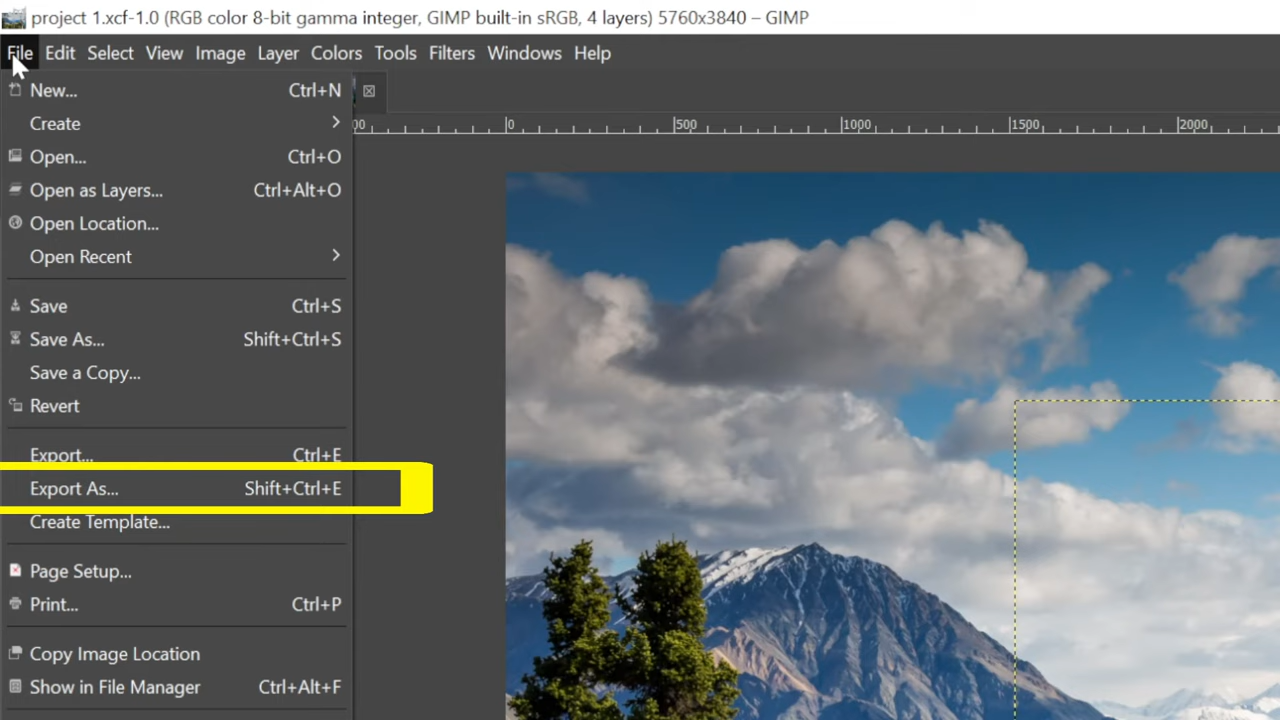 project 1.xcf-1.0 (RGB color 8-bit gamma integer, GIMP built-in sRGB, 4 layers) 5760x3840 – GIMP
File Edit Select View Image Layer Colors Tools Filters Windows Help
New... Ctrl+N
Create
Open... Ctrl+O
Open as Layers... Ctrl+Alt+O
Open Location...
Open Recent
Save Ctrl+S
Save As... Shift+Ctrl+S
Save a Copy...
Revert
Export... Ctrl+E
Export As... Shift+Ctrl+E
Create Template...
Page Setup...
Print... Ctrl+P
Copy Image Location
Show in File Manager Ctrl+Alt+F
00 0 500 1000 1500 2000